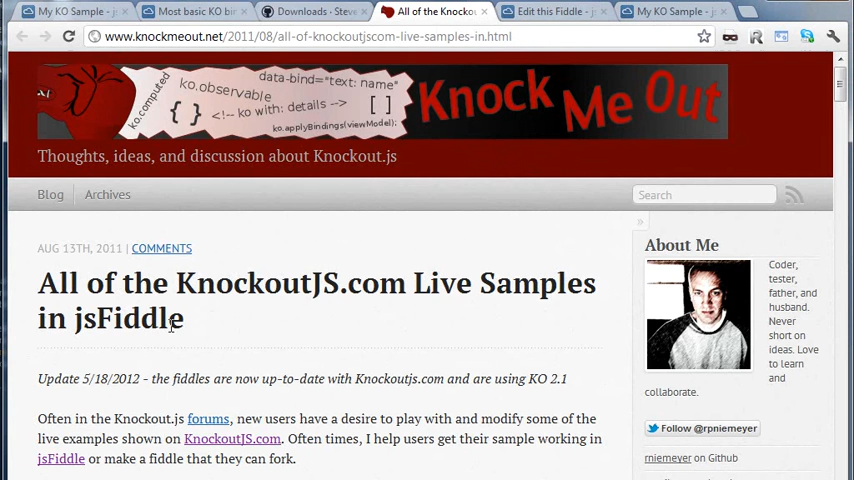 My KO Sample - js
Most basic KO bin
Downloads · Steve
All of the Knockou
Edit this Fiddle - js
My KO Sample - js
www.knockmeout.net/2011/08/all-of-knockoutjscom-live-samples-in.html
ko.computed
ko.observable
data-bind="text: name"
{ } <!-- ko with: details --> [ ]
ko.applyBindings(viewModel);
Knock Me Out
Thoughts, ideas, and discussion about Knockout.js
Blog
Archives
Search
»
AUG 13TH, 2011 | COMMENTS
All of the KnockoutJS.com Live Samples
in jsFiddle
Update 5/18/2012 - the fiddles are now up-to-date with Knockoutjs.com and are using KO 2.1
Often in the Knockout.js forums, new users have a desire to play with and modify some of the
live examples shown on KnockoutJS.com. Often times, I help users get their sample working in
jsFiddle or make a fiddle that they can fork.
About Me
Coder,
tester,
father, and
husband.
Never
short on
ideas. Love
to learn
and
collaborate.
Follow @rpniemeyer
rniemeyer on Github